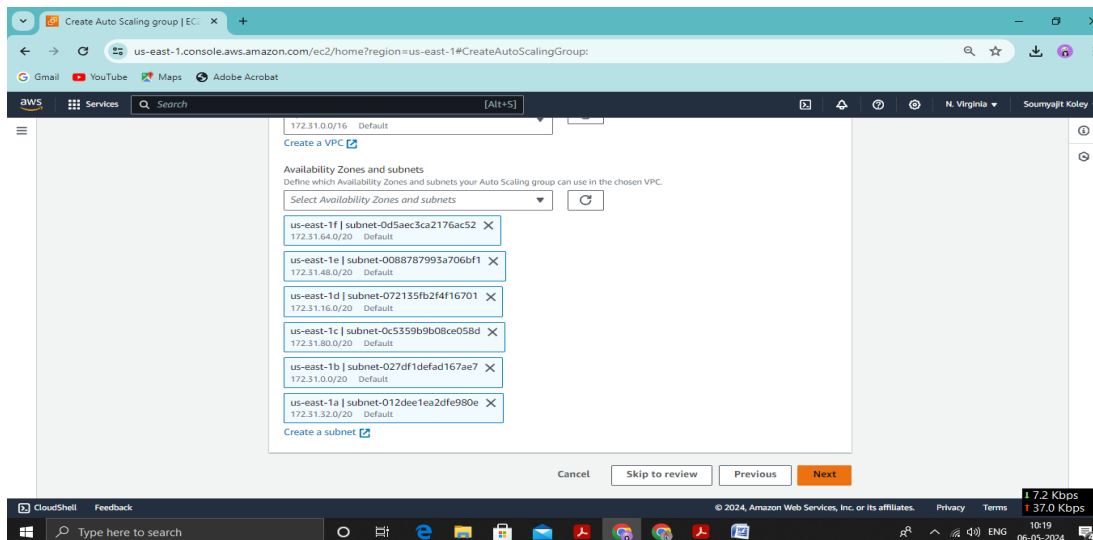 Create Auto Scaling group | EC2
us-east-1.console.aws.amazon.com/ec2/home?region=us-east-1#CreateAutoScalingGroup:
Gmail YouTube Maps Adobe Acrobat
aws Services Search [Alt+S] N. Virginia Soumyajit Koley
172.31.0.0/16 Default
Create a VPC
Availability Zones and subnets
Define which Availability Zones and subnets your Auto Scaling group can use in the chosen VPC.
Select Availability Zones and subnets
us-east-1f | subnet-0d5aec3ca2176ac52
172.31.64.0/20 Default
us-east-1e | subnet-0088787993a706bf1
172.31.48.0/20 Default
us-east-1d | subnet-072135fb2f4f16701
172.31.16.0/20 Default
us-east-1c | subnet-0c5359b9b08ce058d
172.31.80.0/20 Default
us-east-1b | subnet-027df1defad167ae7
172.31.0.0/20 Default
us-east-1a | subnet-012dee1ea2dfe980e
172.31.32.0/20 Default
Create a subnet
Cancel Skip to review Previous Next
CloudShell Feedback © 2024, Amazon Web Services, Inc. or its affiliates. Privacy Terms
7.2 Kbps
37.0 Kbps
Type here to search ENG 10:19
06-05-2024